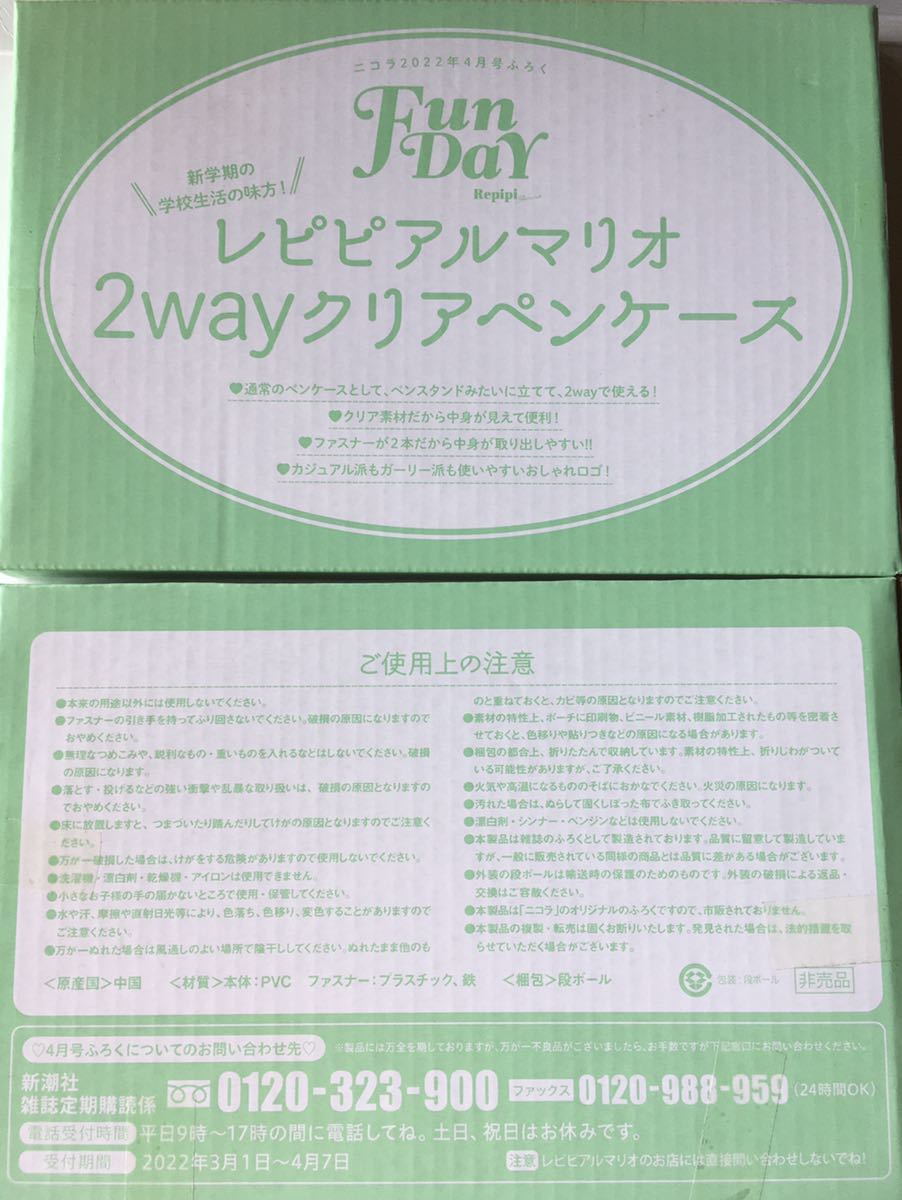 ニコラ2022年4月号ふろく
Fun
Day
Repipi
新学期の
学校生活の味方!
レピピアルマリオ
2wayクリアペンケース
♥通常のペンケースとして、ペンスタンドみたいに立てて、2wayで使える!
♥クリア素材だから中身が見えて便利!
♥ファスナーが2本だから中身が取り出しやすい!!
♥カジュアル派もガーリー派も使いやすいおしゃれロゴ!
ご使用上の注意
●本来の用途以外には使用しないでください。
●ファスナーの引き手を持ってふり回さないでください。破損の原因になりますので
おやめください。
●無理なつめこみや、鋭利なもの・重いものを入れるなどはしないでください。破損
の原因になります。
●落とす・投げるなどの強い衝撃や乱暴な取り扱いは、破損の原因となりますの
でおやめください。
●床に放置しますと、つまづいたり踏んだりしてけがの原因となりますのでご注意く
ださい。
●万が一破損した場合は、けがをする危険がありますので使用しないでください。
●洗濯機・漂白剤・乾燥機・アイロンは使用できません。
●小さなお子様の手の届かないところで使用・保管してください。
●水や汗、摩擦や直射日光等により、色落ち、色移り、変色することがありますので
ご注意ください。
●万が一ぬれた場合は風通しのよい場所で陰干ししてください。ぬれたまま他のも
のと重ねておくと、カビ等の原因となりますのでご注意ください。
●素材の特性上、ポーチに印刷物、ビニール素材、樹脂加工されたもの等を密着さ
せておくと、色移りや貼りつきなどの原因になる場合があります。
●梱包の都合上、折りたたんで収納しています。素材の特性上、折りじわがついて
いる可能性がありますが、ご了承ください。
●火気や高温になるもののそばにおかないでください。火災の原因になります。
●汚れた場合は、ぬらして固くしぼった布でふき取ってください。
●漂白剤・シンナー・ベンジンなどは使用しないでください。
●本製品は雑誌のふろくとして製造されております。品質に留意して製造していま
すが、一般に販売されている同様の商品とは品質に差がある場合がございます。
●外装の段ボールは輸送時の保護のためのものです。外装の破損による返品・
交換はご容赦ください。
●本製品は「ニコラ」のオリジナルのふろくですので、市販されておりません。
●本製品の複製・転売は固くお断りいたします。発見された場合は、法的措置を取
らせていただく場合がございます。
<原産国>中国 <材質>本体:PVC ファスナー:プラスチック、鉄 <梱包>段ボール
包装:段ボール 非売品
♡4月号ふろくについてのお問い合わせ先♡ ※製品には万全を期しておりますが、万が一不良品がございましたら、お手数ですが下記窓口にお問い合わせください。
新潮社
雑誌定期購読係 0120-323-900 ファックス 0120-988-959 (24時間OK)
電話受付時間 平日9時〜17時の間に電話してね。土日、祝日はお休みです。
受付期間 2022年3月1日〜4月7日 注意 レピピアルマリオのお店には直接問い合わせしないでね!